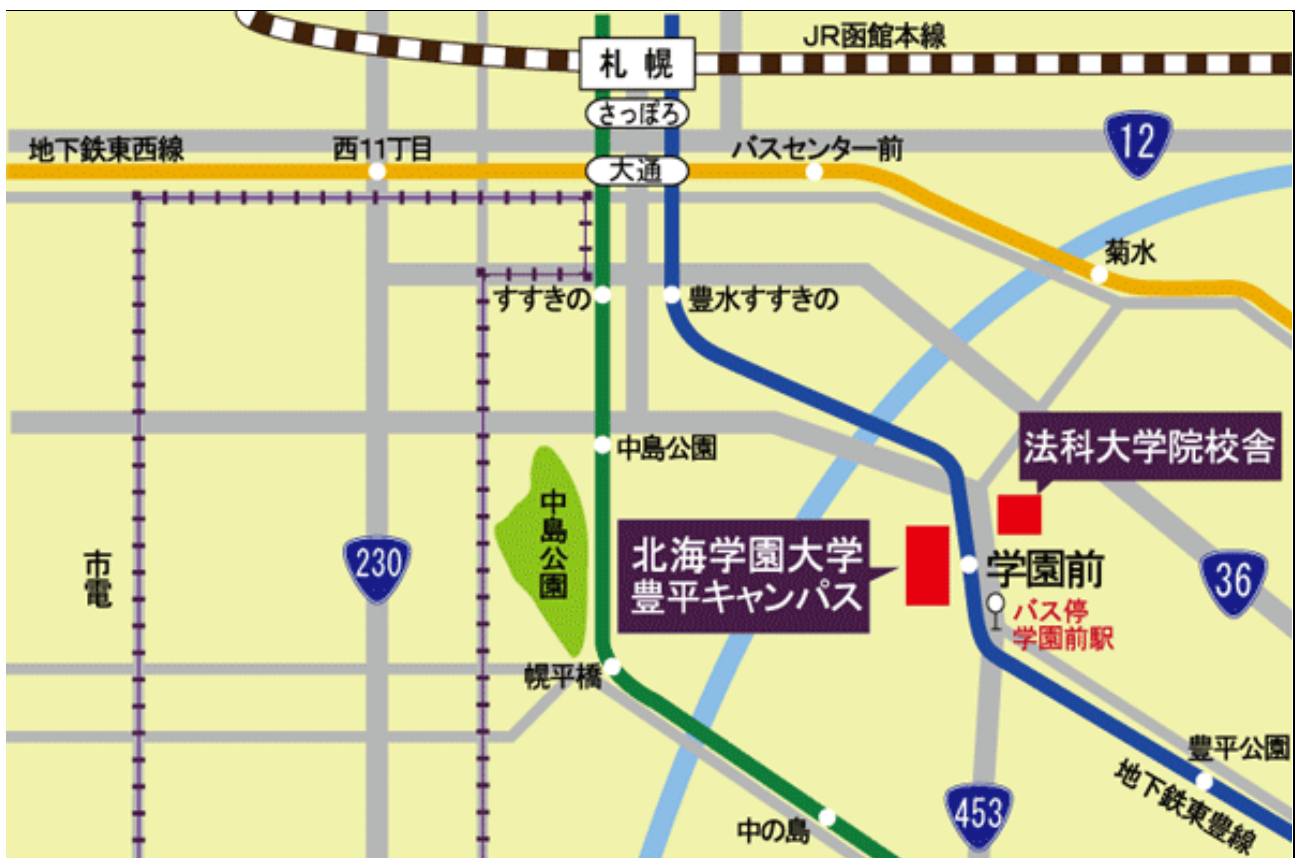 JR函館本線
札幌
さっぽろ
12
地下鉄東西線
西11丁目
大通
バスセンター前
菊水
すすきの
豊水すすきの
中島公園
法科大学院校舎
中島公園
北海学園大学
豊平キャンパス
市電
230
学園前
36
バス停
学園前駅
幌平橋
豊平公園
地下鉄東豊線
453
中の島